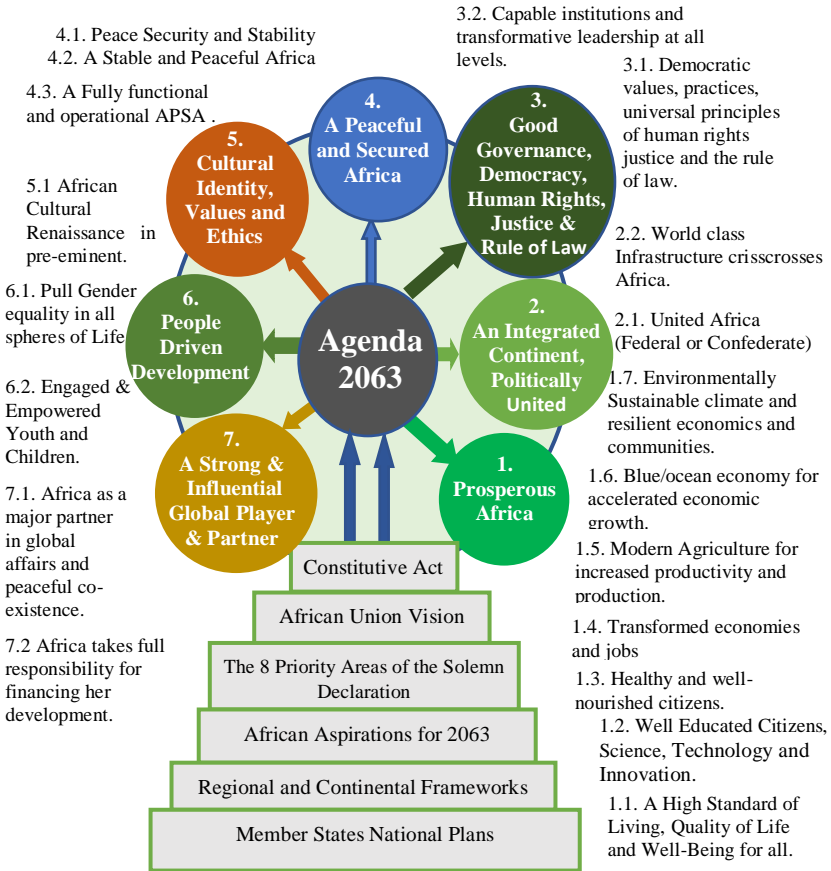 4.1. Peace Security and Stability
4.2. A Stable and Peaceful Africa
4.3. A Fully functional
and operational APSA .
3.2. Capable institutions and
transformative leadership at all
levels.
3.1. Democratic
values, practices,
universal principles
of human rights
justice and the rule
of law.
4.
A Peaceful
and Secured
Africa
3.
Good
Governance,
Democracy,
Human Rights,
Justice &
Rule of Law
5.
Cultural
Identity,
Values and
Ethics
5.1 African
Cultural
Renaissance in
pre-eminent.
2.2. World class
Infrastructure crisscrosses
Africa.
6.1. Pull Gender
equality in all
spheres of Life
6.
People
Driven
Development
Agenda
2063
2.
An Integrated
Continent,
Politically
United
2.1. United Africa
(Federal or Confederate)
6.2. Engaged &
Empowered
Youth and
Children.
1.7. Environmentally
Sustainable climate and
resilient economics and
communities.
7.
A Strong &
Influential
Global Player
& Partner
1.
Prosperous
Africa
7.1. Africa as a
major partner
in global
affairs and
peaceful co-
existence.
1.6. Blue/ocean economy for
accelerated economic
growth.
1.5. Modern Agriculture for
increased productivity and
production.
7.2 Africa takes full
responsibility for
financing her
development.
1.4. Transformed economies
and jobs
1.3. Healthy and well-
nourished citizens.
1.2. Well Educated Citizens,
Science, Technology and
Innovation.
1.1. A High Standard of
Living, Quality of Life
and Well-Being for all.
Constitutive Act
African Union Vision
The 8 Priority Areas of the Solemn
Declaration
African Aspirations for 2063
Regional and Continental Frameworks
Member States National Plans